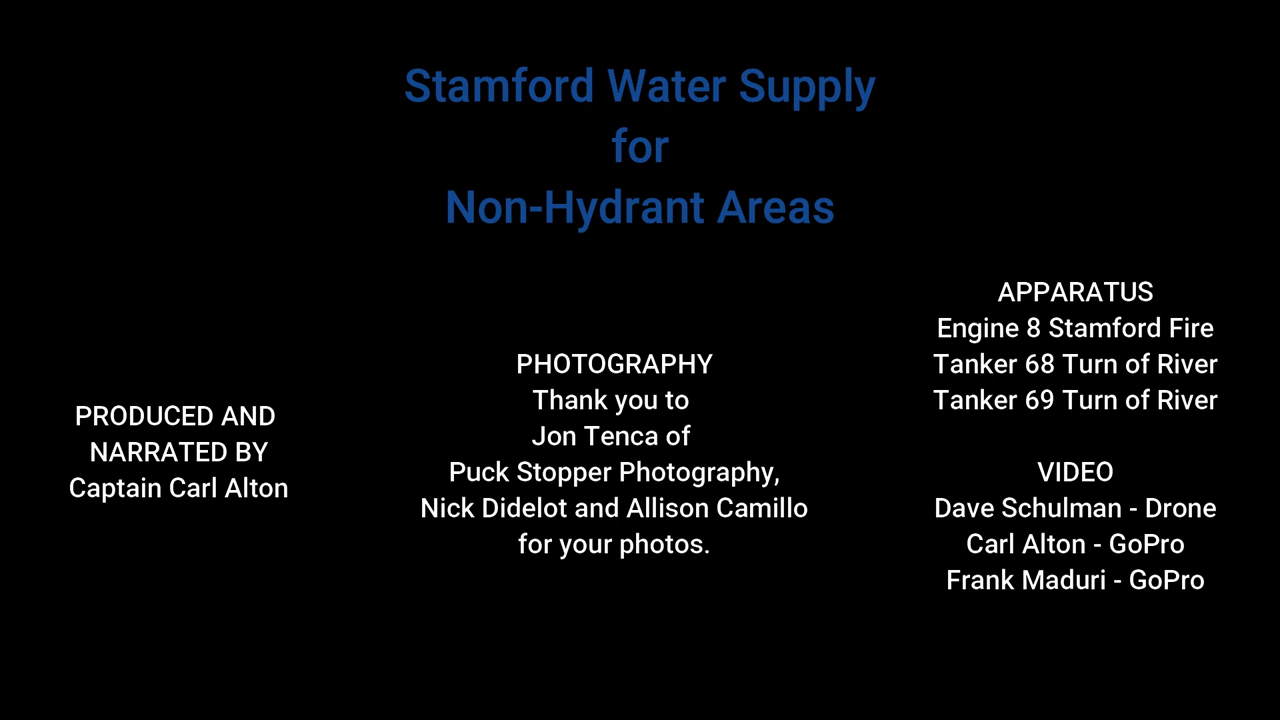 Stamford Water Supply
for
Non-Hydrant Areas
PRODUCED AND
NARRATED BY
Captain Carl Alton
PHOTOGRAPHY
Thank you to
Jon Tenca of
Puck Stopper Photography,
Nick Didelot and Allison Camillo
for your photos.
APPARATUS
Engine 8 Stamford Fire
Tanker 68 Turn of River
Tanker 69 Turn of River
VIDEO
Dave Schulman - Drone
Carl Alton - GoPro
Frank Maduri - GoPro